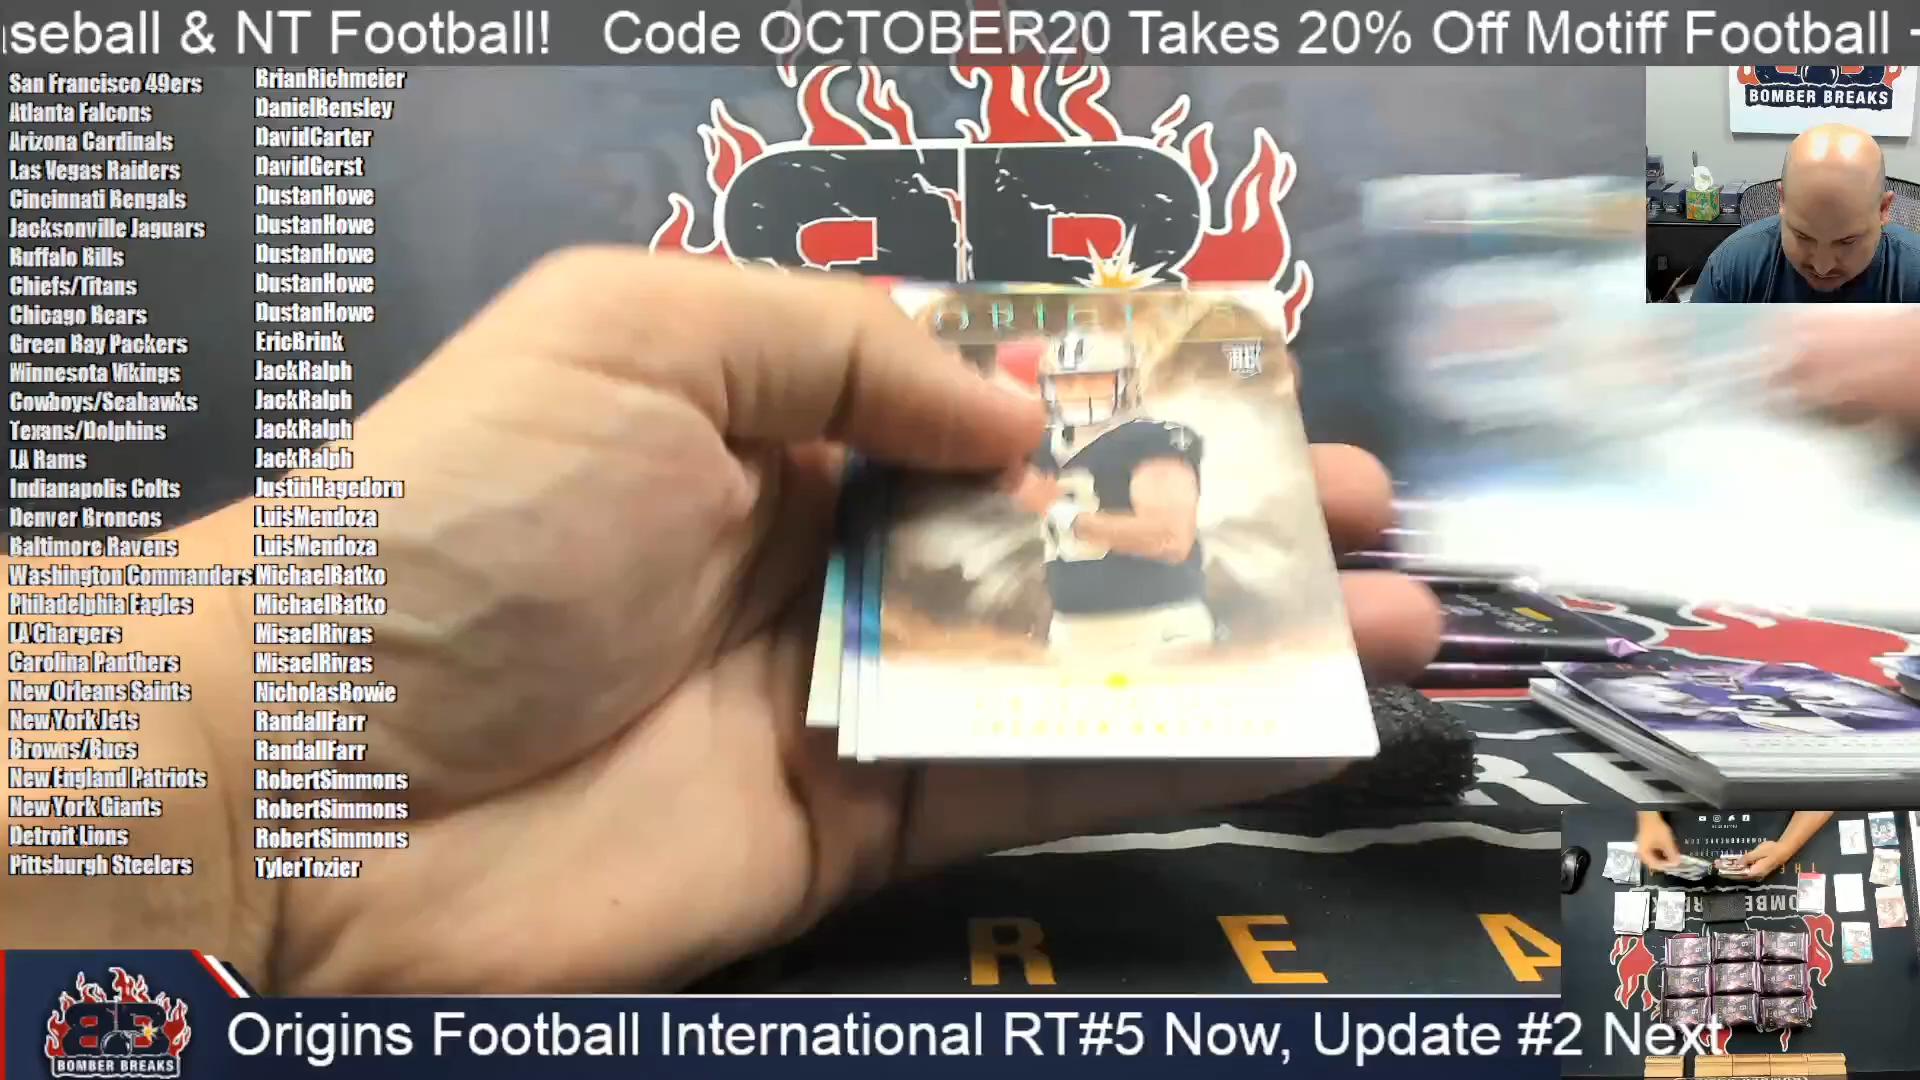 aseball & NT Football!   Code OCTOBER20 Takes 20% Off Motiff Football -
San Francisco 49ers BrianRichmeier
Atlanta Falcons DanielBensley
Arizona Cardinals DavidCarter
Las Vegas Raiders DavidGerst
Cincinnati Bengals DustanHowe
Jacksonville Jaguars DustanHowe
Buffalo Bills DustanHowe
Chiefs/Titans DustanHowe
Chicago Bears DustanHowe
Green Bay Packers EricBrink
Minnesota Vikings JackRalph
Cowboys/Seahawks JackRalph
Texans/Dolphins JackRalph
LA Rams JackRalph
Indianapolis Colts JustinHagedorn
Denver Broncos LuisMendoza
Baltimore Ravens LuisMendoza
Washington Commanders MichaelBatko
Philadelphia Eagles MichaelBatko
LA Chargers MisaelRivas
Carolina Panthers MisaelRivas
New Orleans Saints NicholasBowie
New York Jets RandallFarr
Browns/Bucs RandallFarr
New England Patriots RobertSimmons
New York Giants RobertSimmons
Detroit Lions RobertSimmons
Pittsburgh Steelers TylerTozier
BOMBER BREAKS
ORIGINS
R E A
BOMBER BREAKS
Origins Football International RT#5 Now, Update #2 Next